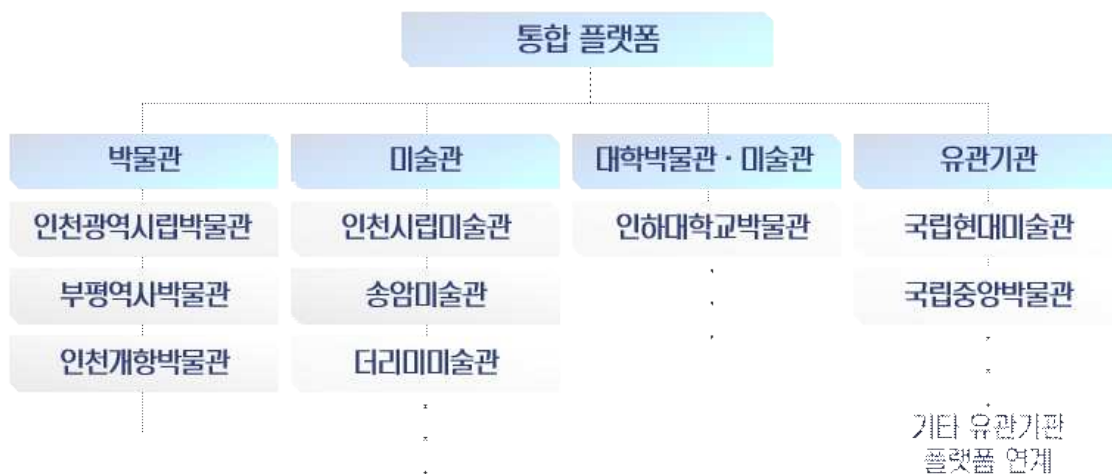 통합 플랫폼
박물관
미술관
대학박물관 · 미술관
유관기관
인천광역시립박물관
인천시립미술관
인하대학교박물관
국립현대미술관
부평역사박물관
송암미술관
국립중앙박물관
인천개항박물관
더리미미술관
기타 유관기관
플랫폼 연계